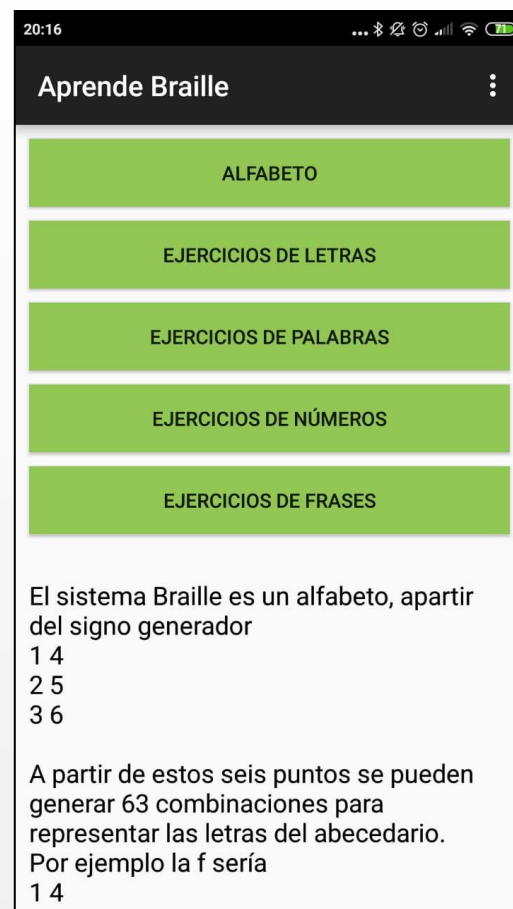 20:16
71
Aprende Braille
ALFABETO
EJERCICIOS DE LETRAS
EJERCICIOS DE PALABRAS
EJERCICIOS DE NÚMEROS
EJERCICIOS DE FRASES
El sistema Braille es un alfabeto, apartir
del signo generador
1 4
2 5
3 6
A partir de estos seis puntos se pueden
generar 63 combinaciones para
representar las letras del abecedario.
Por ejemplo la f sería
1 4